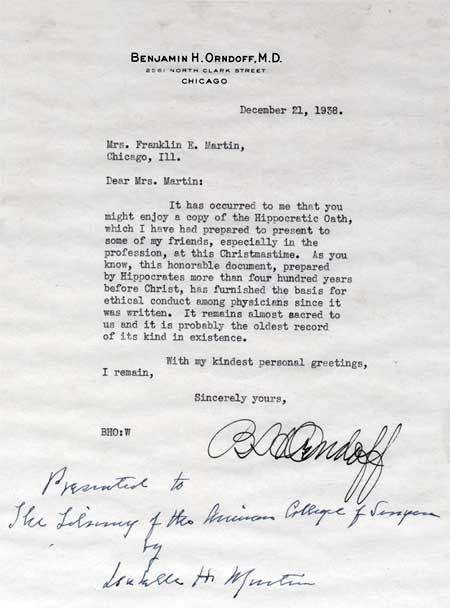 BENJAMIN H. ORNDOFF, M.D.
2561 NORTH CLARK STREET
CHICAGO
December 21, 1938.
Mrs. Franklin E. Martin,
Chicago, Ill.
Dear Mrs. Martin:
It has occurred to me that you
might enjoy a copy of the Hippocratic Oath,
which I have had prepared to present to
some of my friends, especially in the
profession, at this Christmastime. As you
know, this honorable document, prepared
by Hippocrates more than four hundred years
before Christ, has furnished the basis for
ethical conduct among physicians since it
was written. It remains almost sacred to
us and it is probably the oldest record
of its kind in existence.
With my kindest personal greetings,
I remain,
Sincerely yours,
BHO:W
B H Orndoff
Presented to
The Library of the American College of Surgeons
by
H. Martin